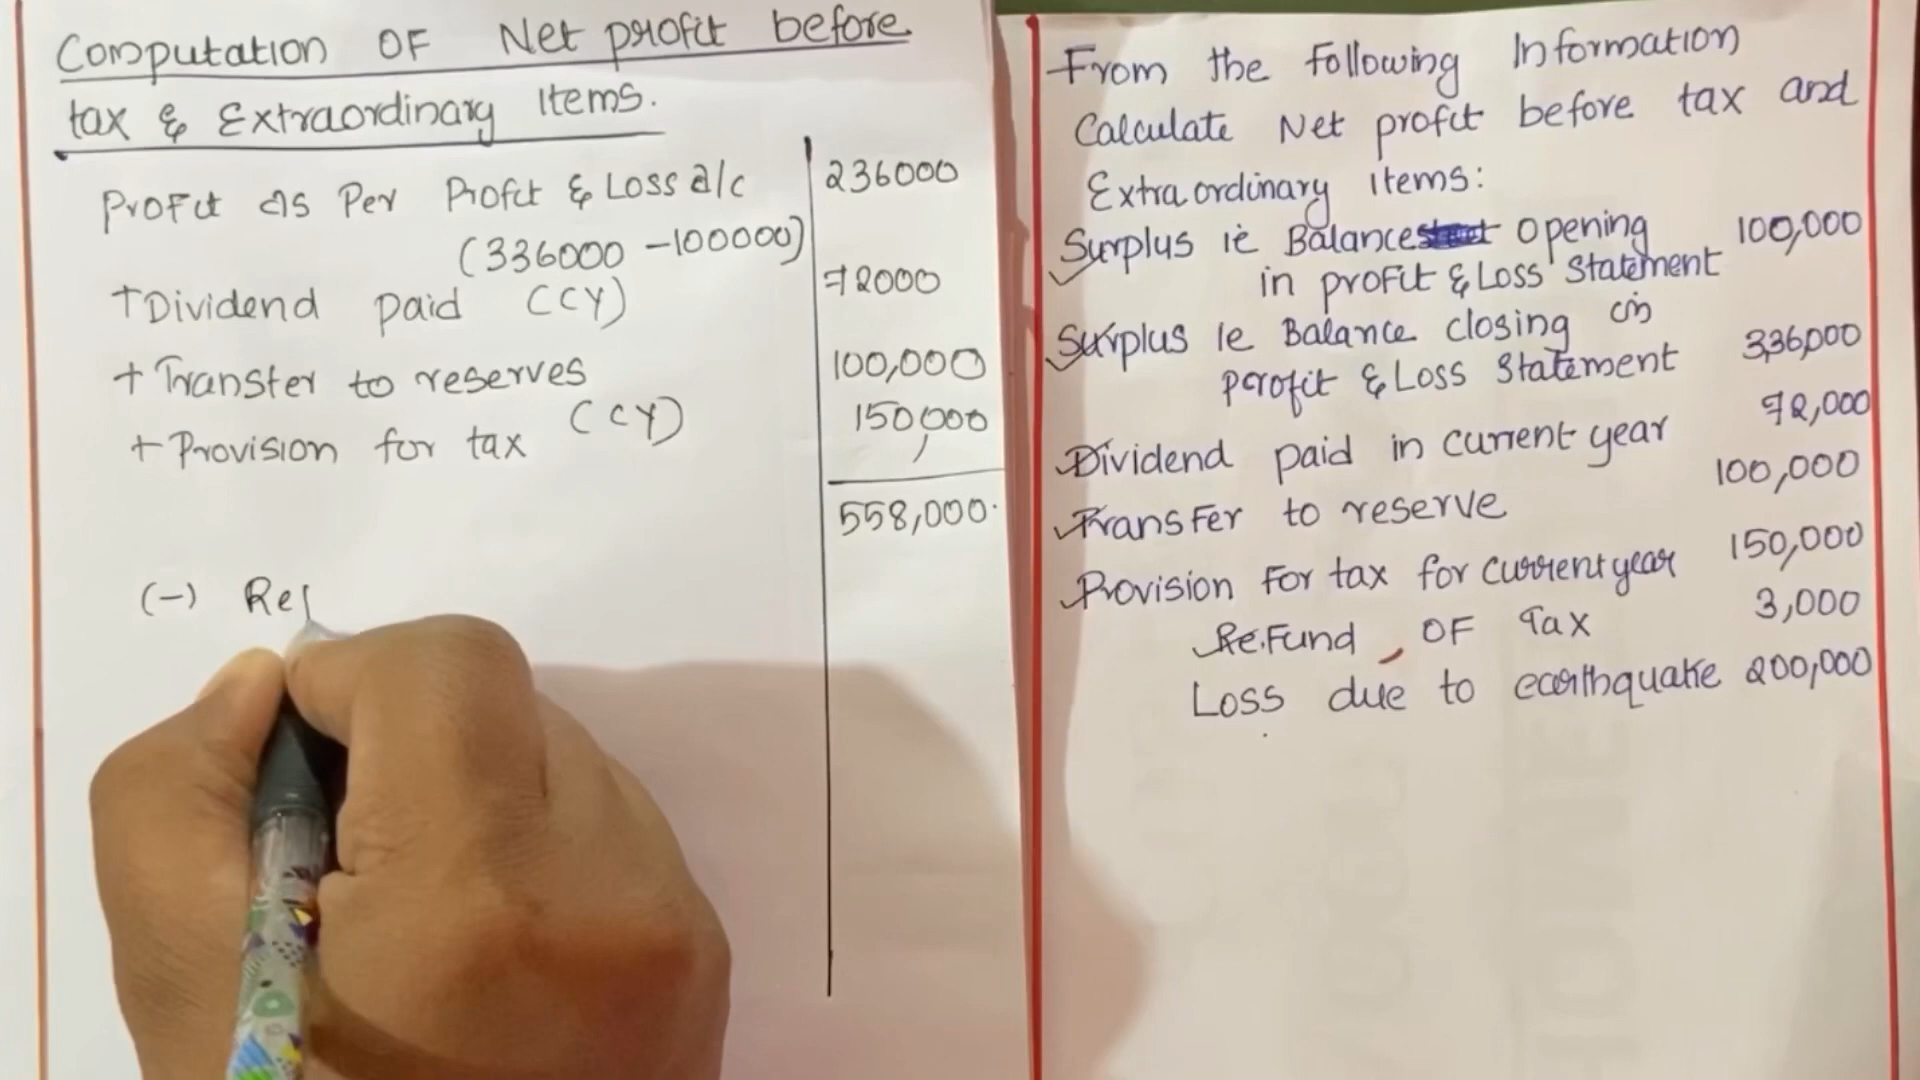 Computation OF Net profit before
tax & Extraordinary Items.
Profit as Per Profit & Loss a/c 236000
(336000 -100000)
+Dividend paid (CY) 72000
+ Transfer to reserves 100,000
+ Provision for tax (CY) 150,000
558,000.
(-) Ref
From the following Information
Calculate Net profit before tax and
Extra ordinary items:
Surplus ie Balance Opening 100,000
in profit & Loss Statement
Surplus ie Balance closing in
profit & Loss Statement 336,000
Dividend paid in current year 72,000
Transfer to reserve 100,000
Provision For tax for current year 150,000
Re.Fund OF Tax 3,000
Loss due to earthquake 200,000